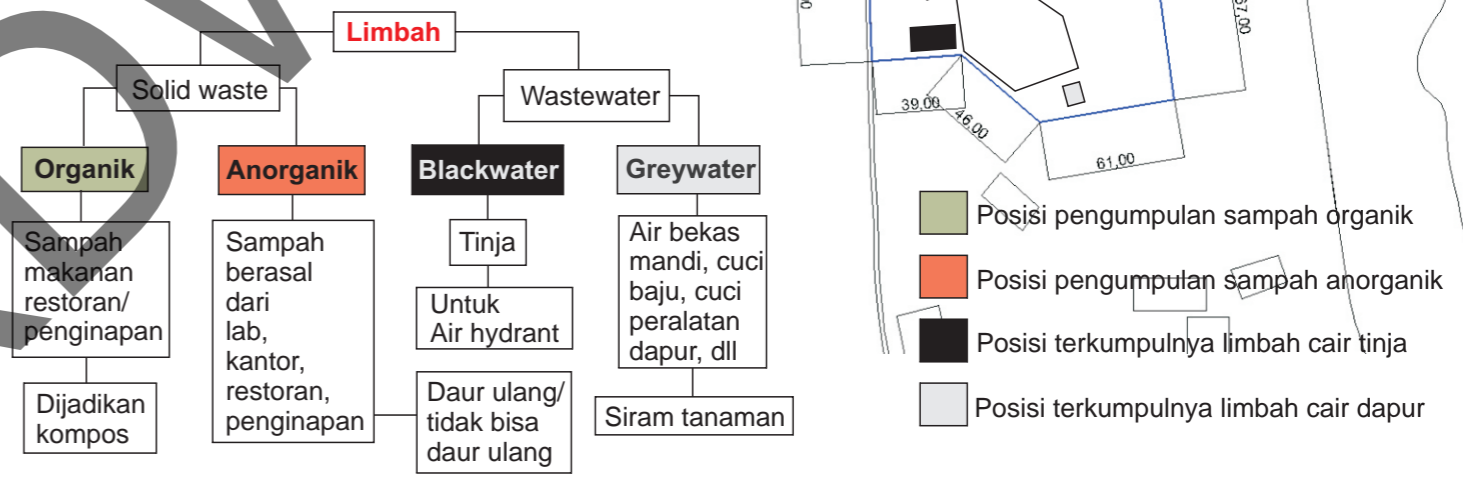 Limbah
Solid waste
Wastewater
Organik
Anorganik
Blackwater
Greywater
Sampah
makanan
restoran/
penginapan
Dijadikan
kompos
Sampah
berasal
dari
lab,
kantor,
restoran,
penginapan
Daur ulang/
tidak bisa
daur ulang
Tinja
Untuk
Air hydrant
Air bekas
mandi, cuci
baju, cuci
peralatan
dapur, dll
Siram tanaman
39,00
46,00
61,00
Posisi pengumpulan sampah organik
Posisi pengumpulan sampah anorganik
Posisi terkumpulnya limbah cair tinja
Posisi terkumpulnya limbah cair dapur